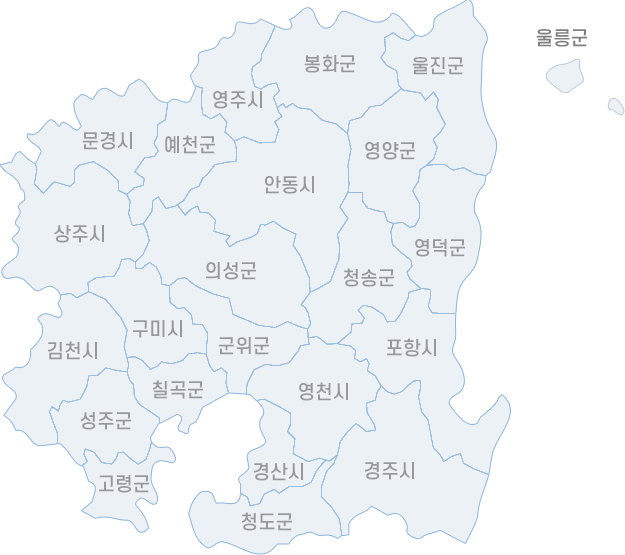 울릉군
봉화군
울진군
영주시
문경시
예천군
영양군
안동시
상주시
영덕군
의성군
청송군
구미시
군위군
포항시
김천시
칠곡군
영천시
성주군
경산시
경주시
고령군
청도군